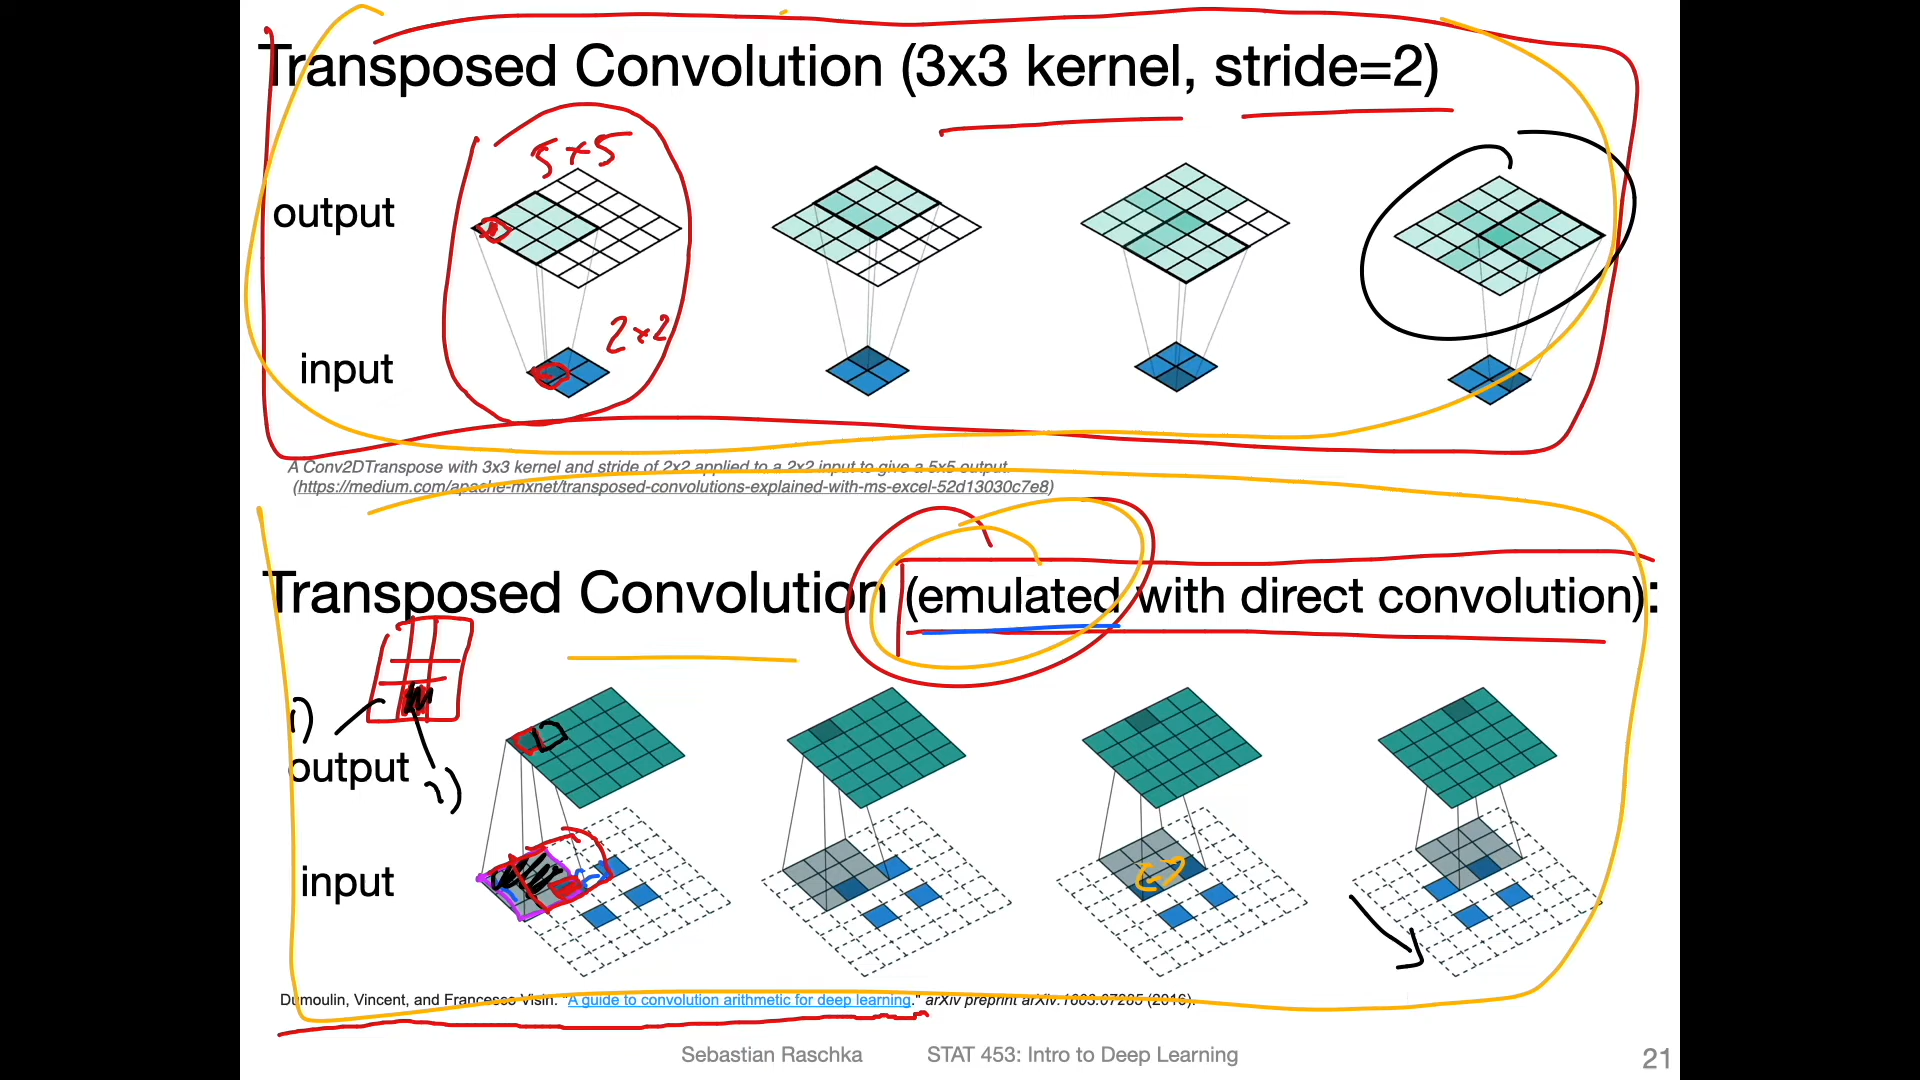 Transposed Convolution (3x3 kernel, stride=2)
5x5
output
2x2
input
A Conv2DTranspose with 3x3 kernel and stride of 2x2 applied to a 2x2 input to give a 5x5 output.
(https://medium.com/apache-mxnet/transposed-convolutions-explained-with-ms-excel-52d13030c7e8)
Transposed Convolution (emulated with direct convolution):
1)
output
2)
input
Dumoulin, Vincent, and Francesco Visin. "A guide to convolution arithmetic for deep learning." arXiv preprint arXiv:1603.07285 (2016).
Sebastian Raschka STAT 453: Intro to Deep Learning 21